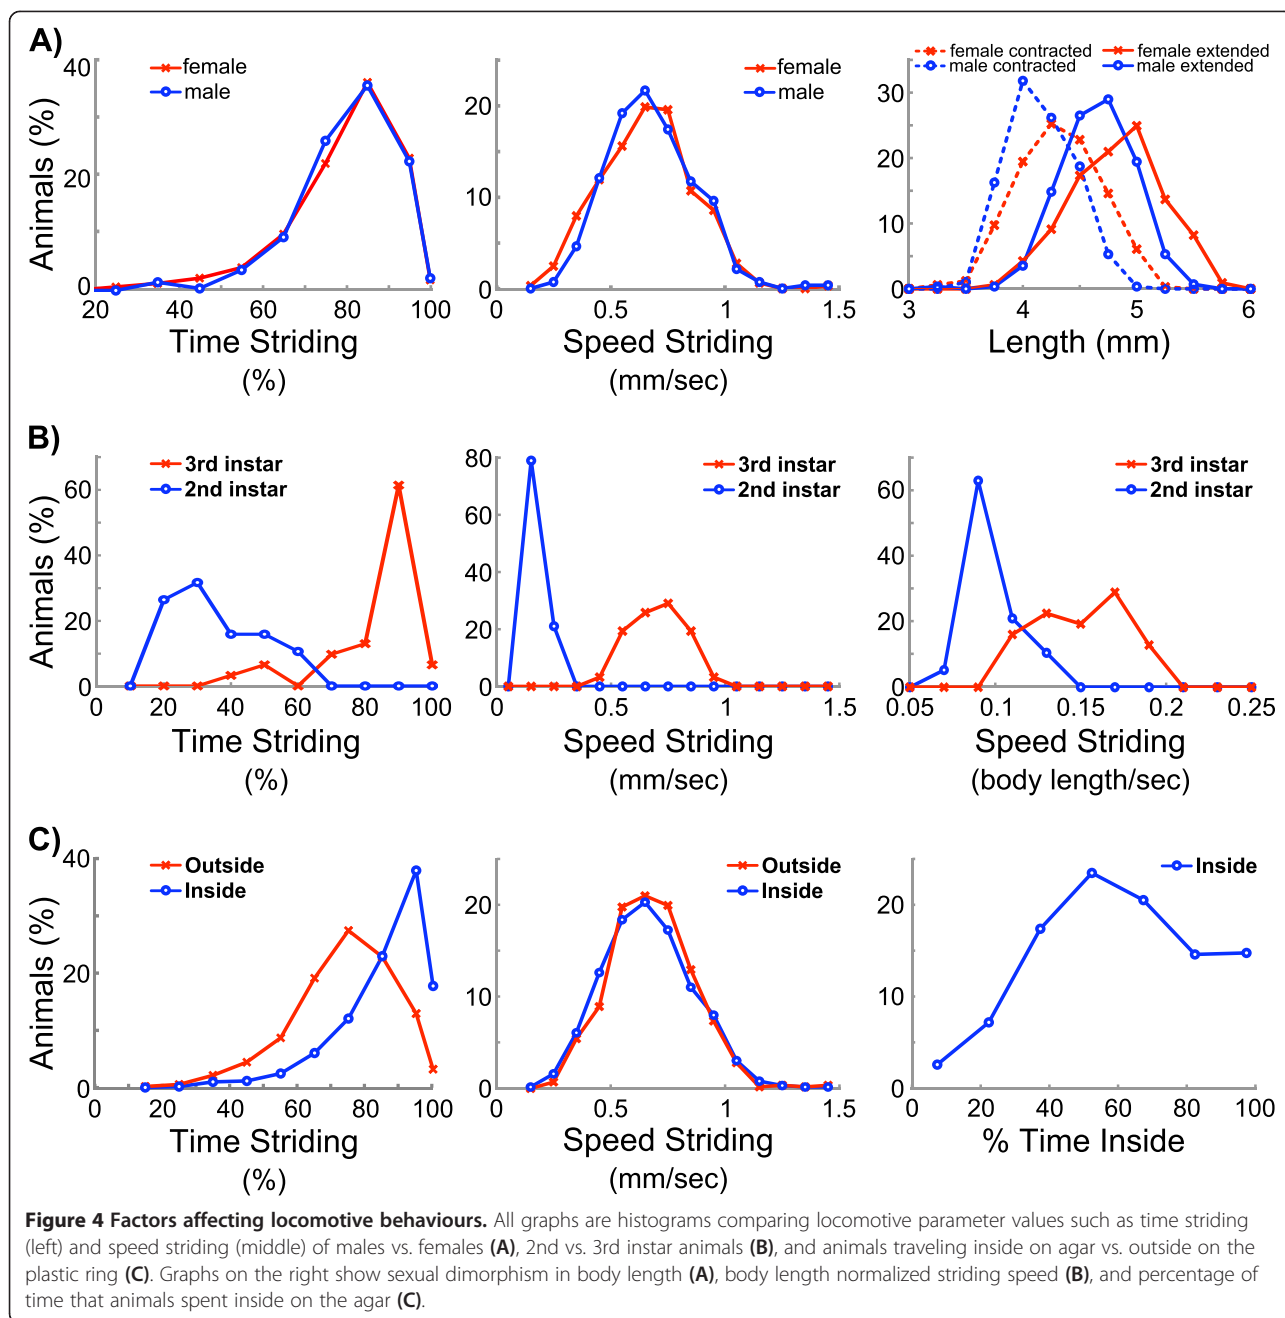 A)
40
20
0
Animals (%)
female
male
20 40 60 80 100
Time Striding
(%)
20
10
0
female
male
0 0.5 1 1.5
Speed Striding
(mm/sec)
female contracted
male contracted
female extended
male extended
30
20
10
0
3 4 5 6
Length (mm)
B)
60
40
20
0
Animals (%)
3rd instar
2nd instar
0 20 40 60 80 100
Time Striding
(%)
80
60
40
20
0
3rd instar
2nd instar
0 0.5 1 1.5
Speed Striding
(mm/sec)
60
40
20
0
3rd instar
2nd instar
0.05 0.1 0.15 0.2 0.25
Speed Striding
(body length/sec)
C)
40
20
0
Animals (%)
Outside
Inside
0 20 40 60 80 100
Time Striding
(%)
20
10
0
Outside
Inside
0 0.5 1 1.5
Speed Striding
(mm/sec)
20
10
0
Inside
0 20 40 60 80 100
% Time Inside
Figure 4 Factors affecting locomotive behaviours. All graphs are histograms comparing locomotive parameter values such as time striding
(left) and speed striding (middle) of males vs. females (A), 2nd vs. 3rd instar animals (B), and animals traveling inside on agar vs. outside on the
plastic ring (C). Graphs on the right show sexual dimorphism in body length (A), body length normalized striding speed (B), and percentage of
time that animals spent inside on the agar (C).